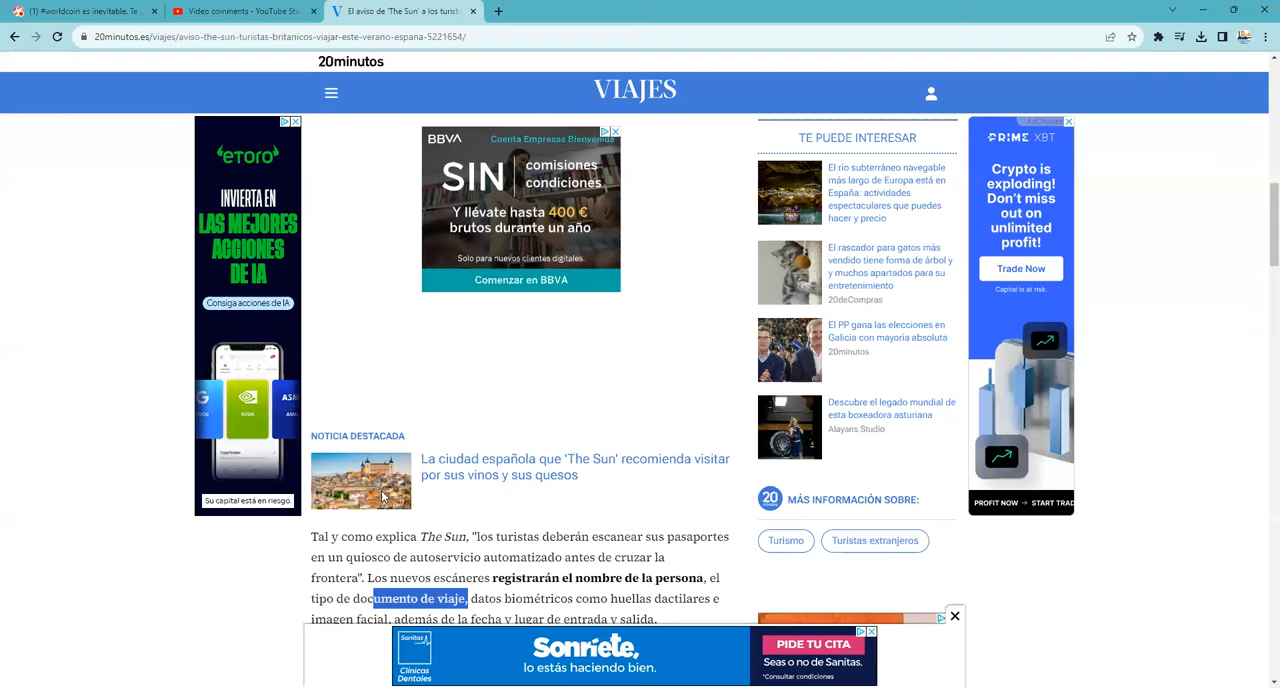 (1) #worldcoin es inevitable. Te
Video comments - YouTube Stu
El aviso de 'The Sun' a los turist
20minutos.es/viajes/aviso-the-sun-turistas-britanicos-viajar-este-verano-espana-5221654/
20minutos
VIAJES
eToro
INVIERTA EN
LAS MEJORES
ACCIONES
DE IA
Consiga acciones de IA
NVDA
Su capital está en riesgo.
BBVA
Cuenta Empresas Bienvenida
SIN
comisiones
condiciones
Y llévate hasta 400 €
brutos durante un año
Solo para nuevos clientes digitales.
Comenzar en BBVA
NOTICIA DESTACADA
La ciudad española que 'The Sun' recomienda visitar
por sus vinos y sus quesos
Tal y como explica The Sun, "los turistas deberán escanear sus pasaportes
en un quiosco de autoservicio automatizado antes de cruzar la
frontera". Los nuevos escáneres registrarán el nombre de la persona, el
tipo de documento de viaje, datos biométricos como huellas dactilares e
imagen facial, además de la fecha y lugar de entrada y salida.
TE PUEDE INTERESAR
El río subterráneo navegable
más largo de Europa está en
España: actividades
espectaculares que puedes
hacer y precio
El rascador para gatos más
vendido tiene forma de árbol y
y muchos apartados para su
entretenimiento
20deCompras
El PP gana las elecciones en
Galicia con mayoría absoluta
20minutos
Descubre el legado mundial de
esta boxeadora asturiana
Alayans Studio
20
MÁS INFORMACIÓN SOBRE:
Turismo
Turistas extranjeros
AdChoices
PRIME XBT
Crypto is
exploding!
Don't miss
out on
unlimited
profit!
Trade Now
Capital is at risk.
PROFIT NOW → START TRAD
Sanitas
Clínicas
Dentales
Sonríete,
lo estás haciendo bien.
PIDE TU CITA
Seas o no de Sanitas.
*Consultar condiciones